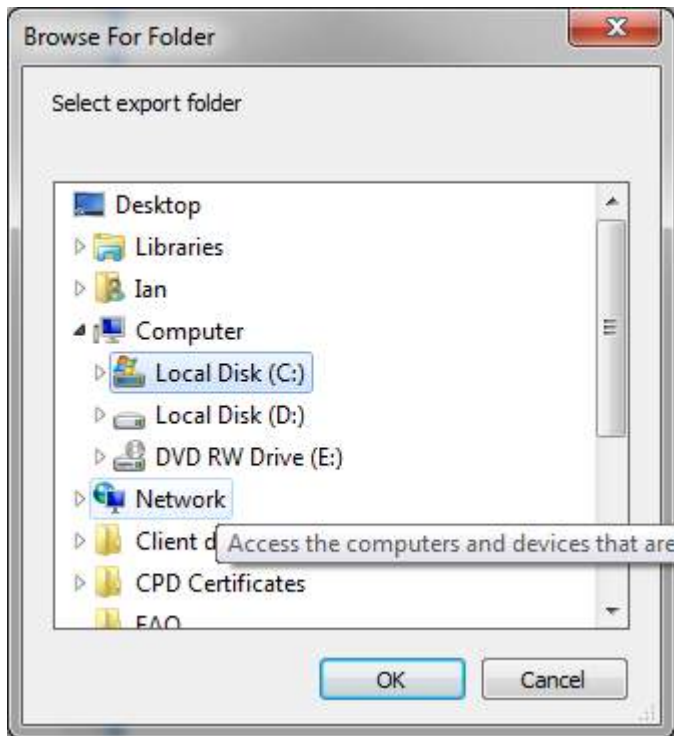 Browse For Folder
Select export folder
Desktop
Libraries
Ian
Computer
Local Disk (C:)
Local Disk (D:)
DVD RW Drive (E:)
Network
Client d
Access the computers and devices that are
CPD Certificates
FAQ
OK
Cancel